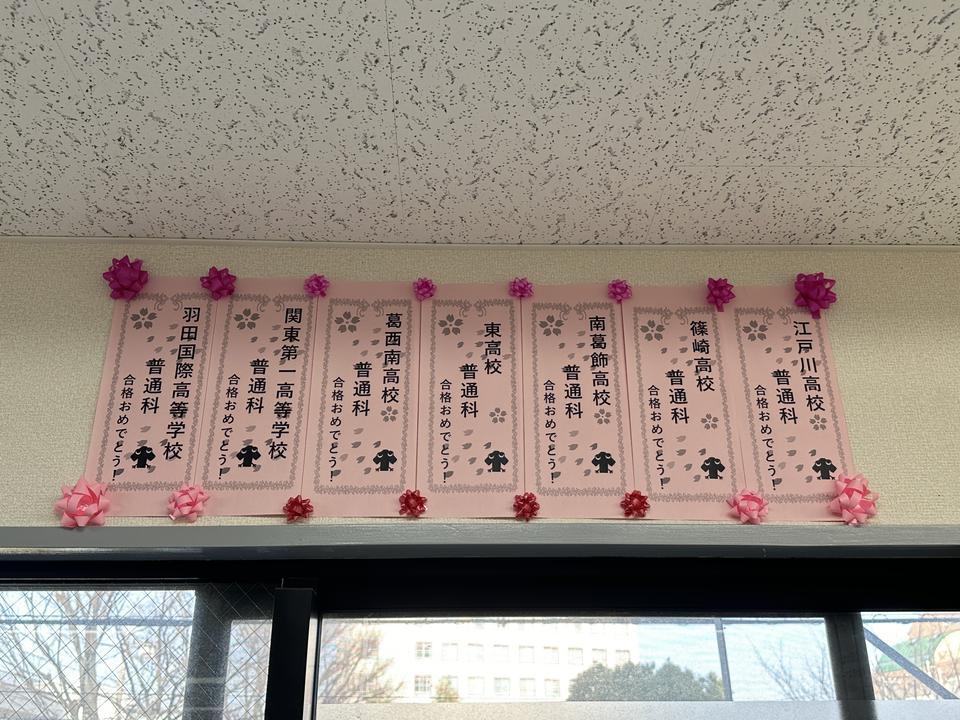 江戸川高校
普通科
合格おめでとう!
篠崎高校
普通科
合格おめでとう!
南葛飾高校
普通科
合格おめでとう!
東高校
普通科
合格おめでとう!
葛西南高校
普通科
合格おめでとう!
関東第一高等学校
普通科
合格おめでとう!
羽田国際高等学校
普通科
合格おめでとう!